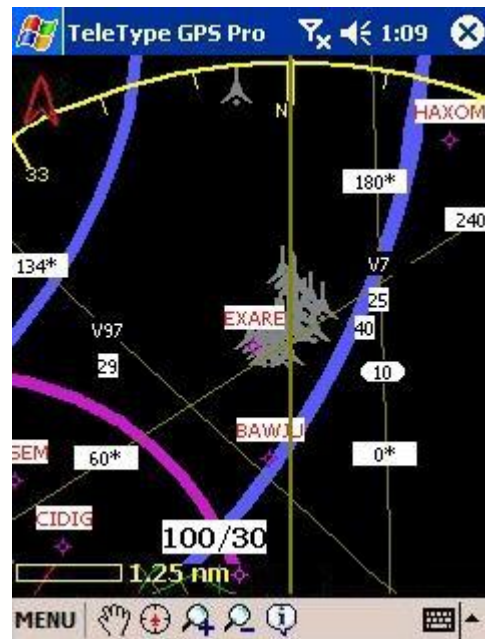 TeleType GPS Pro 1:09
N
HAXOM
33
180*
240
134*
V7
25
EXARE
40
V97
29
10
BAWJU
SEM
60*
0*
CIDIG
100/30
1.25 nm
MENU